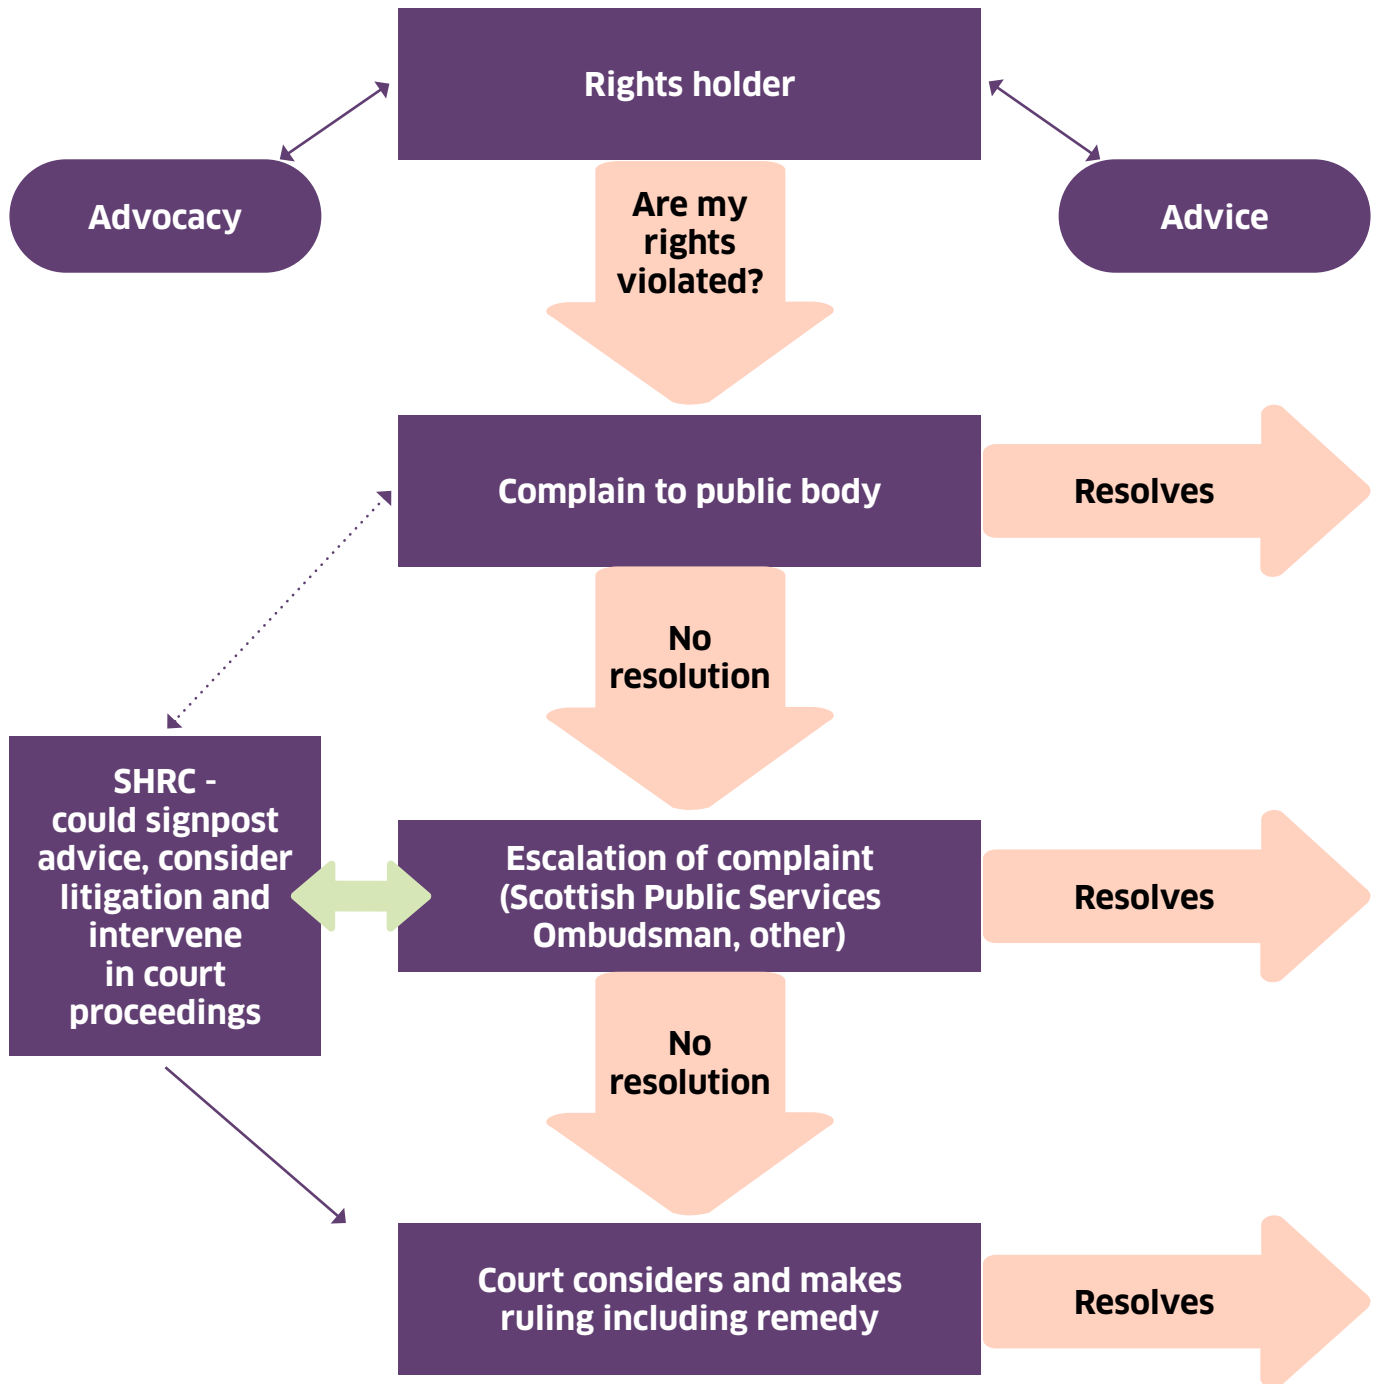 Rights holder
Advocacy
Advice
Are my
rights
violated?
Complain to public body
Resolves
No
resolution
SHRC -
could signpost
advice, consider
litigation and
intervene
in court
proceedings
Escalation of complaint
(Scottish Public Services
Ombudsman, other)
Resolves
No
resolution
Court considers and makes
ruling including remedy
Resolves